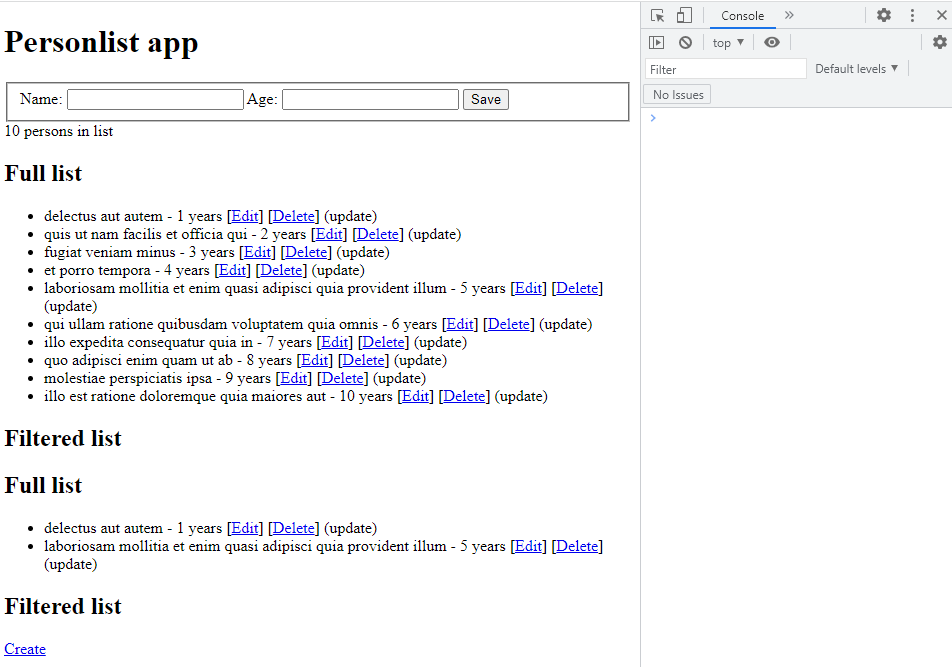 Personlist app
Name: Age: Save
10 persons in list
Full list
delectus aut autem - 1 years [Edit] [Delete] (update)
quis ut nam facilis et officia qui - 2 years [Edit] [Delete] (update)
fugiat veniam minus - 3 years [Edit] [Delete] (update)
et porro tempora - 4 years [Edit] [Delete] (update)
laboriosam mollitia et enim quasi adipisci quia provident illum - 5 years [Edit] [Delete]
(update)
qui ullam ratione quibusdam voluptatem quia omnis - 6 years [Edit] [Delete] (update)
illo expedita consequatur quia in - 7 years [Edit] [Delete] (update)
quo adipisci enim quam ut ab - 8 years [Edit] [Delete] (update)
molestiae perspiciatis ipsa - 9 years [Edit] [Delete] (update)
illo est ratione doloremque quia maiores aut - 10 years [Edit] [Delete] (update)
Filtered list
Full list
delectus aut autem - 1 years [Edit] [Delete] (update)
laboriosam mollitia et enim quasi adipisci quia provident illum - 5 years [Edit] [Delete]
(update)
Filtered list
Create
Console
top
Filter
Default levels
No Issues